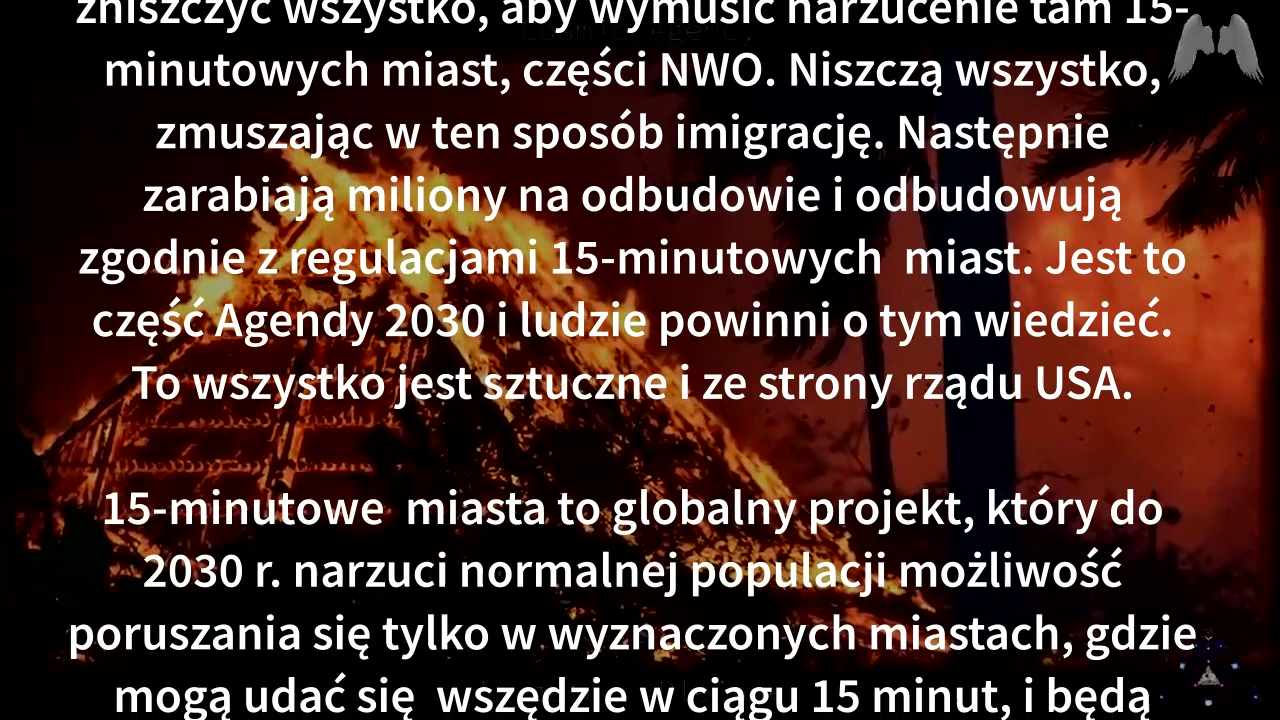 zniszczyć wszystko, aby wymusić narzucenie tam 15-
minutowych miast, części NWO. Niszczą wszystko,
zmuszając w ten sposób imigrację. Następnie
zarabiają miliony na odbudowie i odbudowują
zgodnie z regulacjami 15-minutowych  miast. Jest to
część Agendy 2030 i ludzie powinni o tym wiedzieć.
To wszystko jest sztuczne i ze strony rządu USA.
15-minutowe  miasta to globalny projekt, który do
2030 r. narzuci normalnej populacji możliwość
poruszania się tylko w wyznaczonych miastach, gdzie
mogą udać się  wszędzie w ciągu 15 minut, i będą